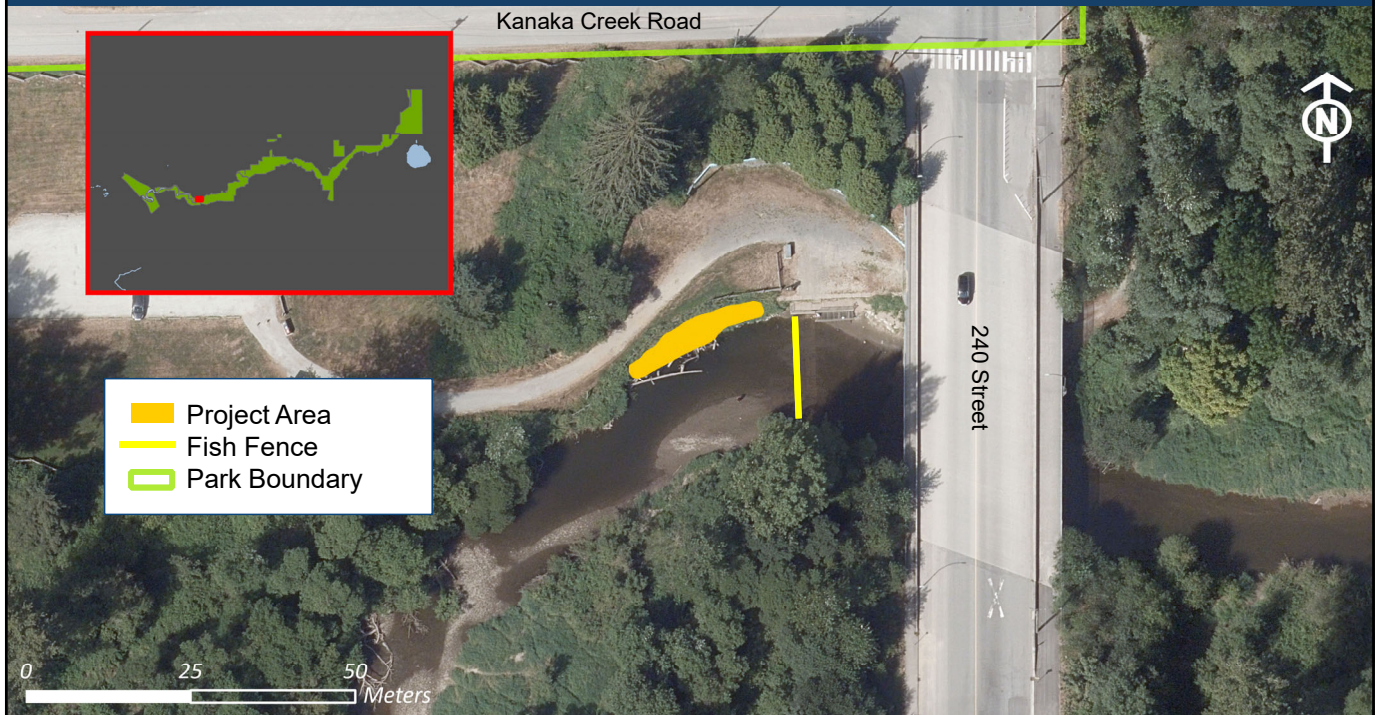 Kanaka Creek Road
N
240 Street
Project Area
Fish Fence
Park Boundary
0 25 50
Meters